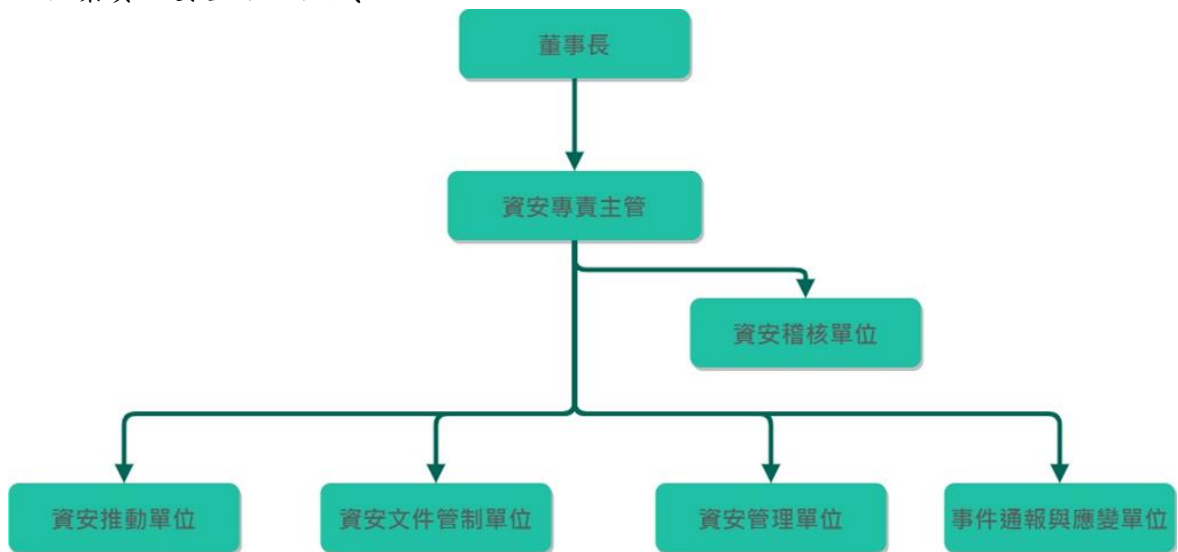 董事長
資安專責主管
資安稽核單位
資安推動單位
資安文件管制單位
資安管理單位
事件通報與應變單位